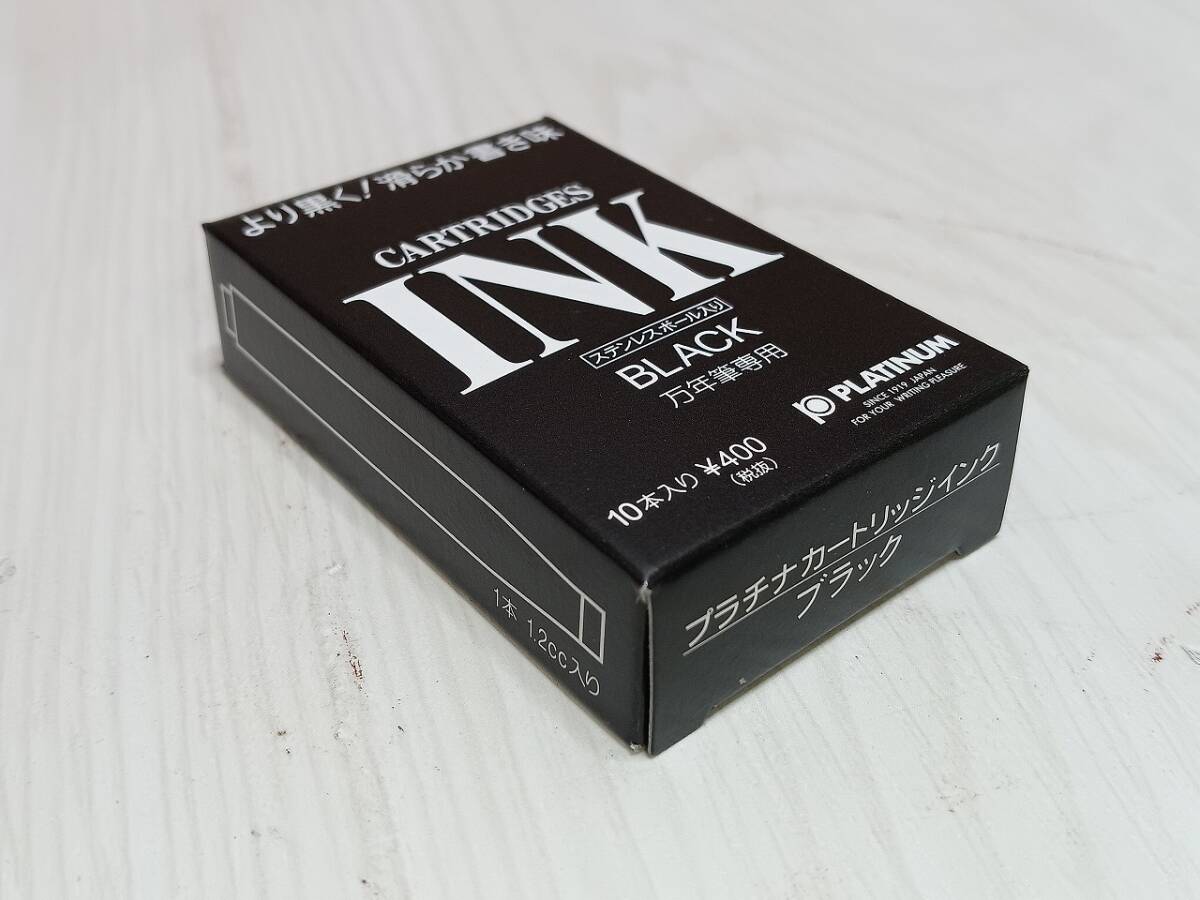 より黒く!滑らか書き味
CARTRIDGES
INK
ステンレスボール入り
BLACK
万年筆専用
PLATINUM
SINCE 1919 JAPAN
FOR YOUR WRITING PLEASURE
10本入り ¥400
(税抜)
1本 1.2cc入り
プラチナカートリッジインク
ブラック